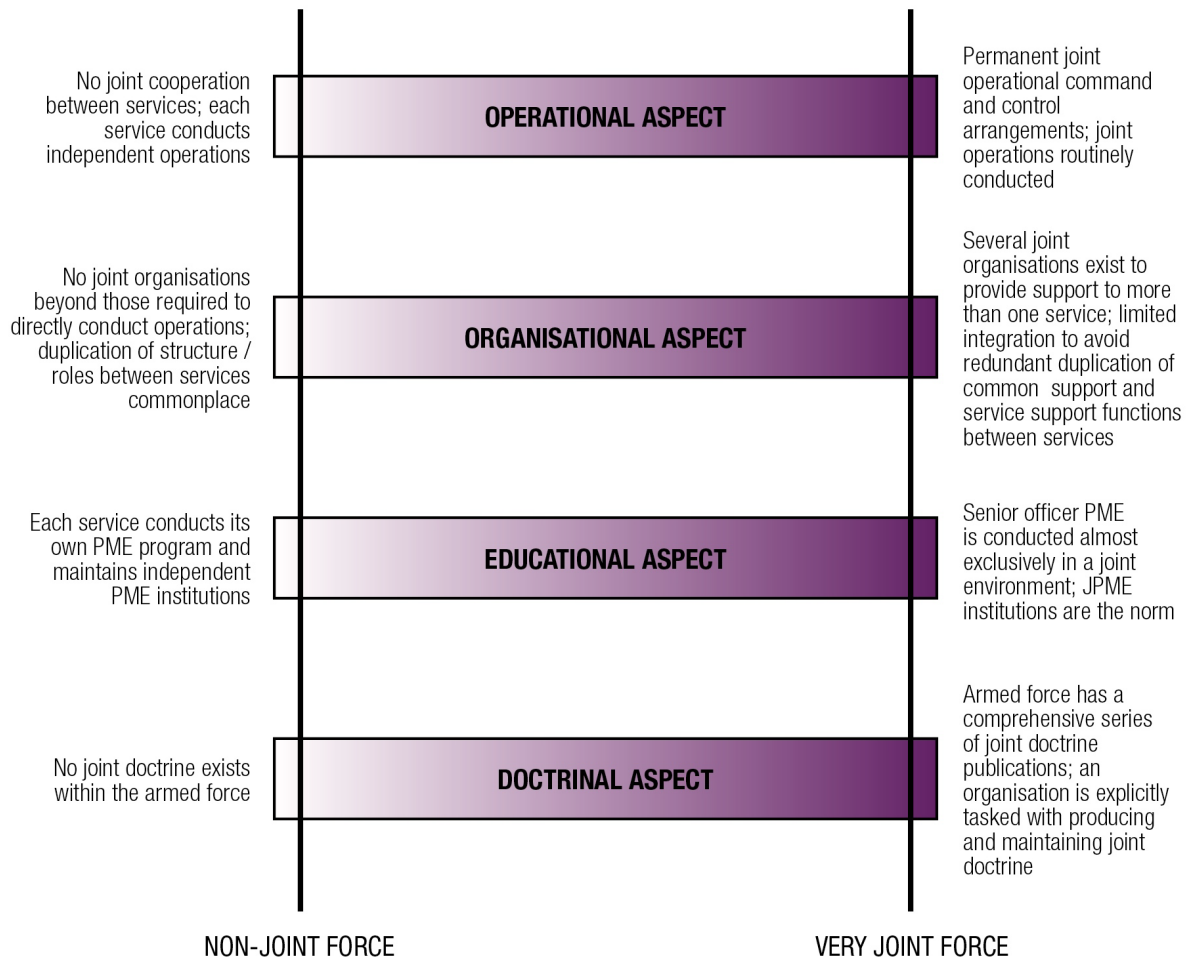 No joint cooperation
between services; each
service conducts
independent operations
OPERATIONAL ASPECT
Permanent joint
operational command
and control
arrangements; joint
operations routinely
conducted
No joint organisations
beyond those required to
directly conduct operations;
duplication of structure /
roles between services
commonplace
ORGANISATIONAL ASPECT
Several joint
organisations exist to
provide support to more
than one service; limited
integration to avoid
redundant duplication of
common  support and
service support functions
between services
Each service conducts its
own PME program and
maintains independent
PME institutions
EDUCATIONAL ASPECT
Senior officer PME
is conducted almost
exclusively in a joint
environment; JPME
institutions are the norm
No joint doctrine exists
within the armed force
DOCTRINAL ASPECT
Armed force has a
comprehensive series
of joint doctrine
publications; an
organisation is explicitly
tasked with producing
and maintaining joint
doctrine
NON-JOINT FORCE
VERY JOINT FORCE